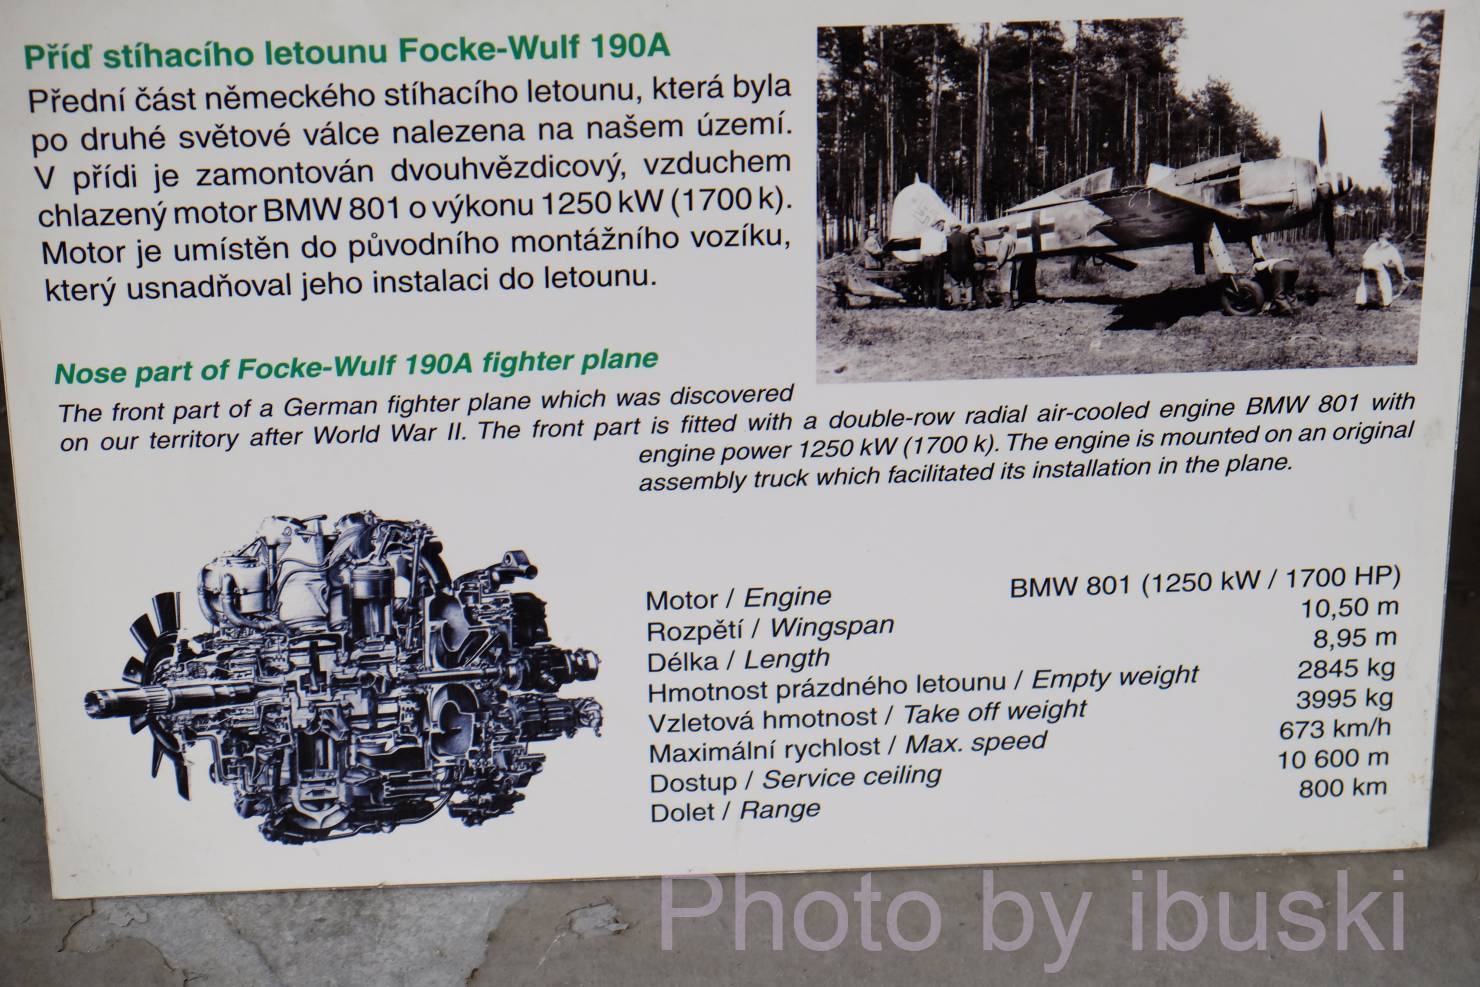 Příď stíhacího letounu Focke-Wulf 190A
Přední část německého stíhacího letounu, která byla
po druhé světové válce nalezena na našem území.
V přídi je zamontován dvouhvězdicový, vzduchem
chlazený motor BMW 801 o výkonu 1250 kW (1700 k).
Motor je umístěn do původního montážního vozíku,
který usnadňoval jeho instalaci do letounu.
Nose part of Focke-Wulf 190A fighter plane
The front part of a German fighter plane which was discovered
on our territory after World War II. The front part is fitted with a double-row radial air-cooled engine BMW 801 with
engine power 1250 kW (1700 k). The engine is mounted on an original
assembly truck which facilitated its installation in the plane.
Motor / Engine BMW 801 (1250 kW / 1700 HP)
Rozpětí / Wingspan 10,50 m
Délka / Length 8,95 m
Hmotnost prázdného letounu / Empty weight 2845 kg
Vzletová hmotnost / Take off weight 3995 kg
Maximální rychlost / Max. speed 673 km/h
Dostup / Service ceiling 10 600 m
Dolet / Range 800 km
Photo by ibuski